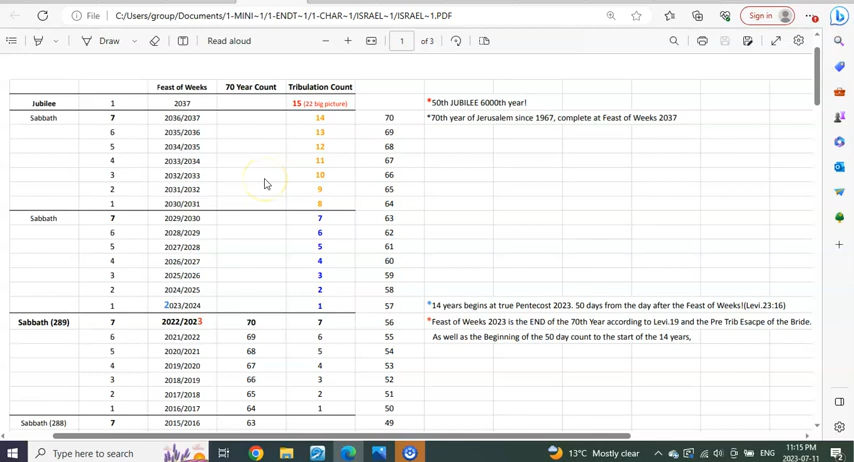 File C:/Users/group/Documents/1-MINI~1/1-ENDT~1/1-CHAR~1/ISRAEL~1/ISRAEL~1.PDF Sign in
Draw Read aloud 1 of 3
Feast of Weeks 70 Year Count Tribulation Count
Jubilee 1 2037 15 (22 big picture) *50th JUBILEE 6000th year!
Sabbath 7 2036/2037 14 70 *70th year of Jerusalem since 1967, complete at Feast of Weeks 2037
6 2035/2036 13 69
5 2034/2035 12 68
4 2033/2034 11 67
3 2032/2033 10 66
2 2031/2032 9 65
1 2030/2031 8 64
Sabbath 7 2029/2030 7 63
6 2028/2029 6 62
5 2027/2028 5 61
4 2026/2027 4 60
3 2025/2026 3 59
2 2024/2025 2 58
1 2023/2024 1 57 *14 years begins at true Pentecost 2023. 50 days from the day after the Feast of Weeks!(Levi.23:16)
Sabbath (289) 7 2022/2023 70 7 56 *Feast of Weeks 2023 is the END of the 70th Year according to Levi.19 and the Pre Trib Esacpe of the Bride.
6 2021/2022 69 6 55 As well as the Beginning of the 50 day count to the start of the 14 years,
5 2020/2021 68 5 54
4 2019/2020 67 4 53
3 2018/2019 66 3 52
2 2017/2018 65 2 51
1 2016/2017 64 1 50
Sabbath (288) 7 2015/2016 63 49
Type here to search 13°C Mostly clear ENG 11:15 PM
2023-07-11